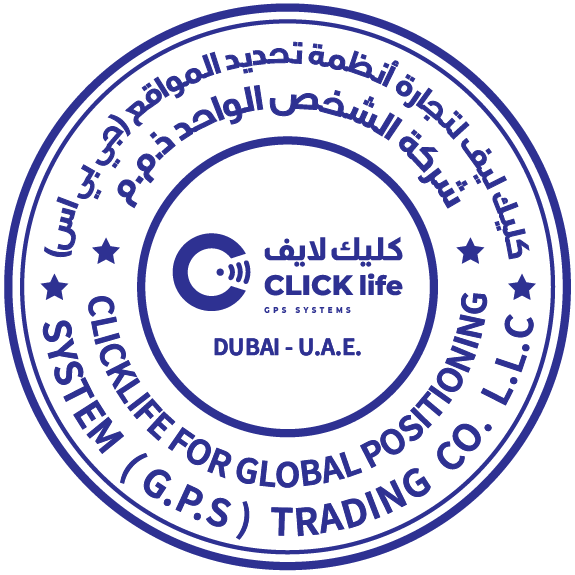 كليك ليف لتجارة أنظمة تحديد المواقع (جي بي اس)
شركة الشخص الواحد ذ.م.م
كليك لايف
CLICK life
GPS SYSTEMS
DUBAI - U.A.E.
CLICKLIFE FOR GLOBAL POSITIONING
SYSTEM ( G.P.S ) TRADING CO. L.L.C